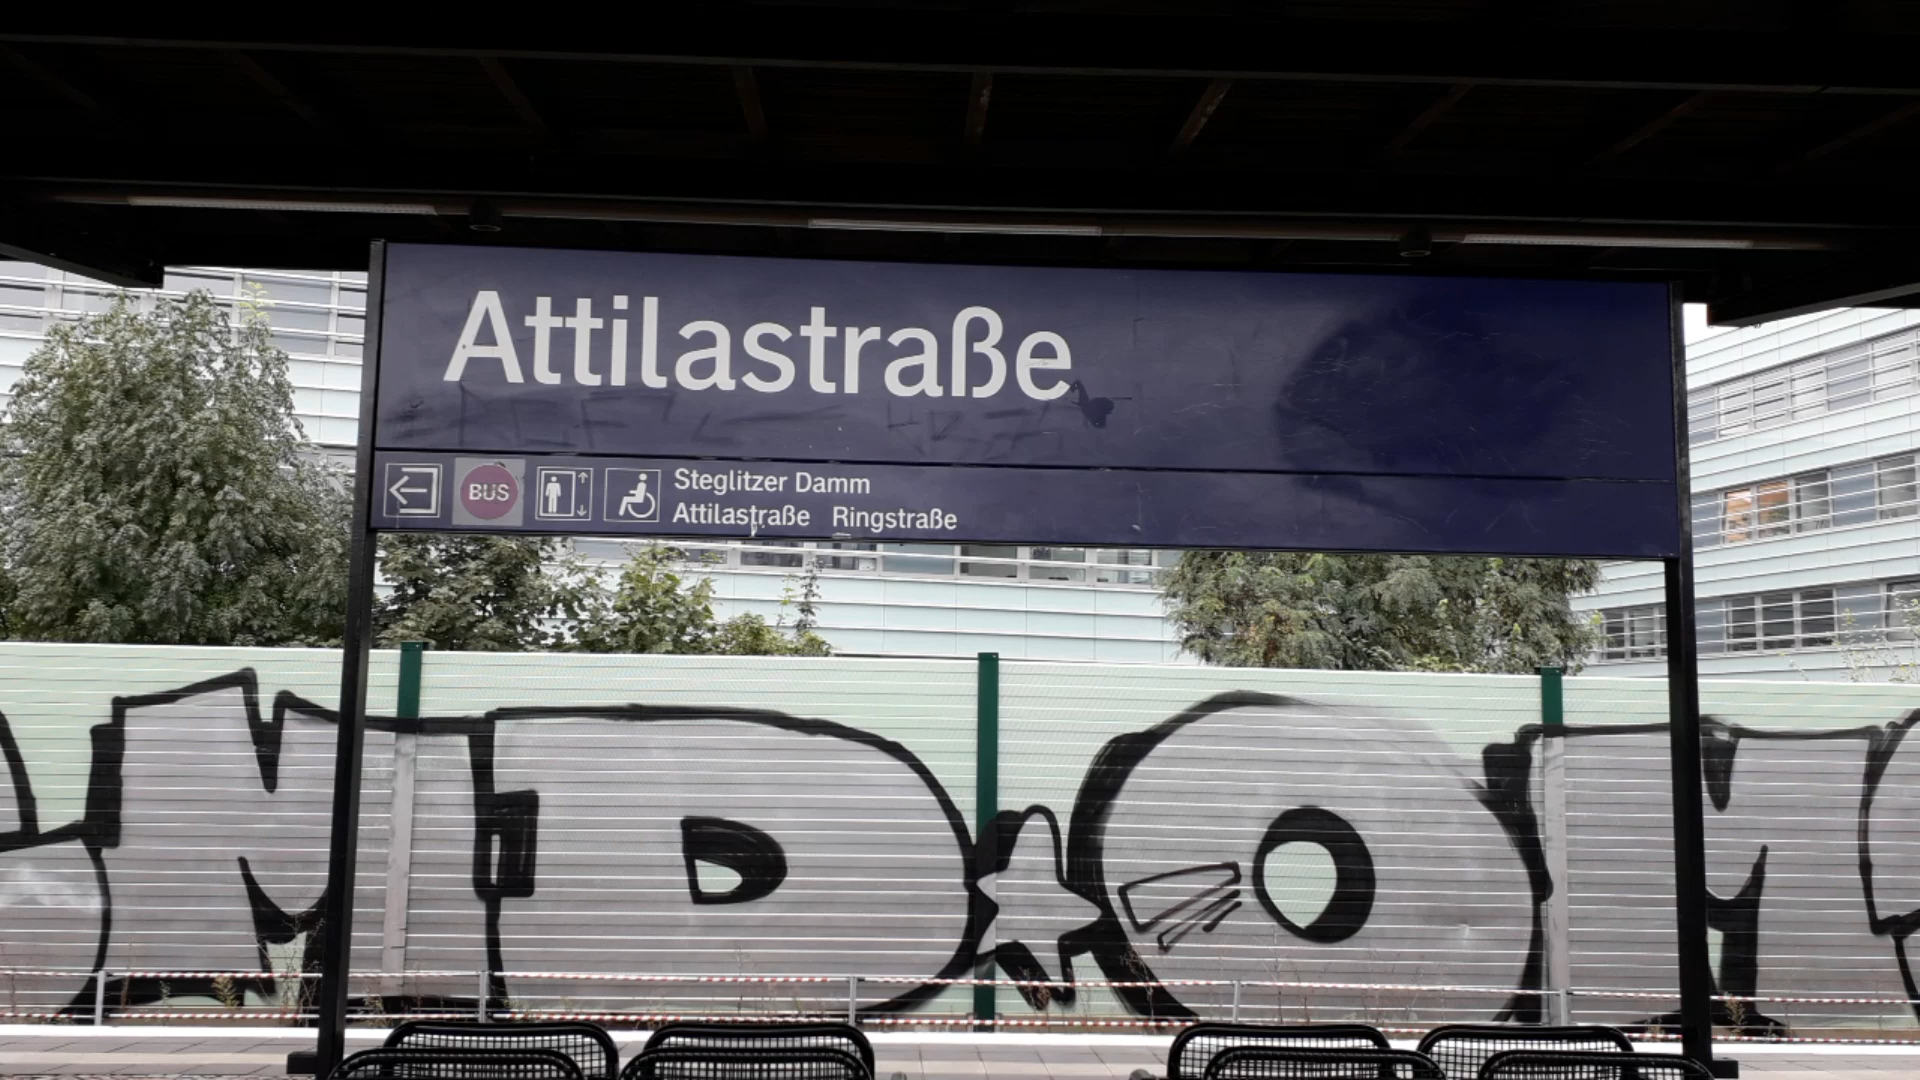 Attilastraße
BUS
Steglitzer Damm
Attilastraße Ringstraße